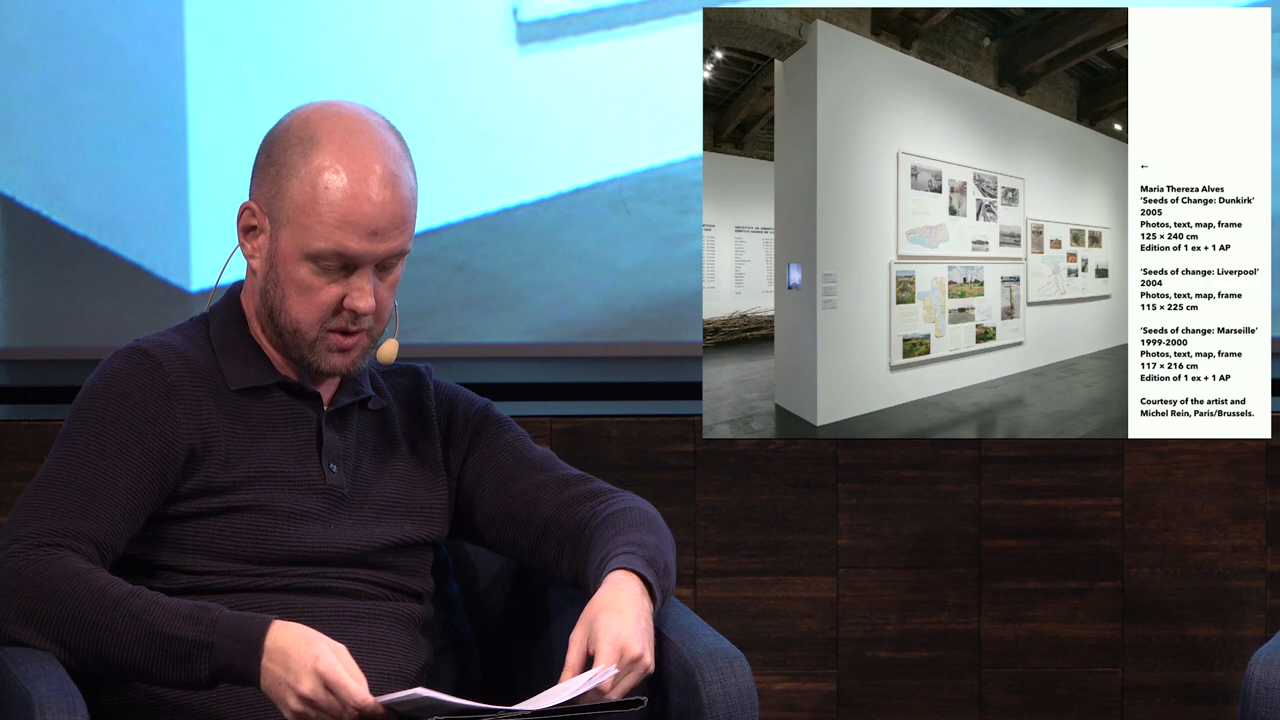 ←
Maria Thereza Alves
‘Seeds of Change: Dunkirk’
2005
Photos, text, map, frame
125 × 240 cm
Edition of 1 ex + 1 AP
‘Seeds of change: Liverpool’
2004
Photos, text, map, frame
115 × 225 cm
‘Seeds of change: Marseille’
1999-2000
Photos, text, map, frame
117 × 216 cm
Edition of 1 ex + 1 AP
Courtesy of the artist and
Michel Rein, Paris/Brussels.